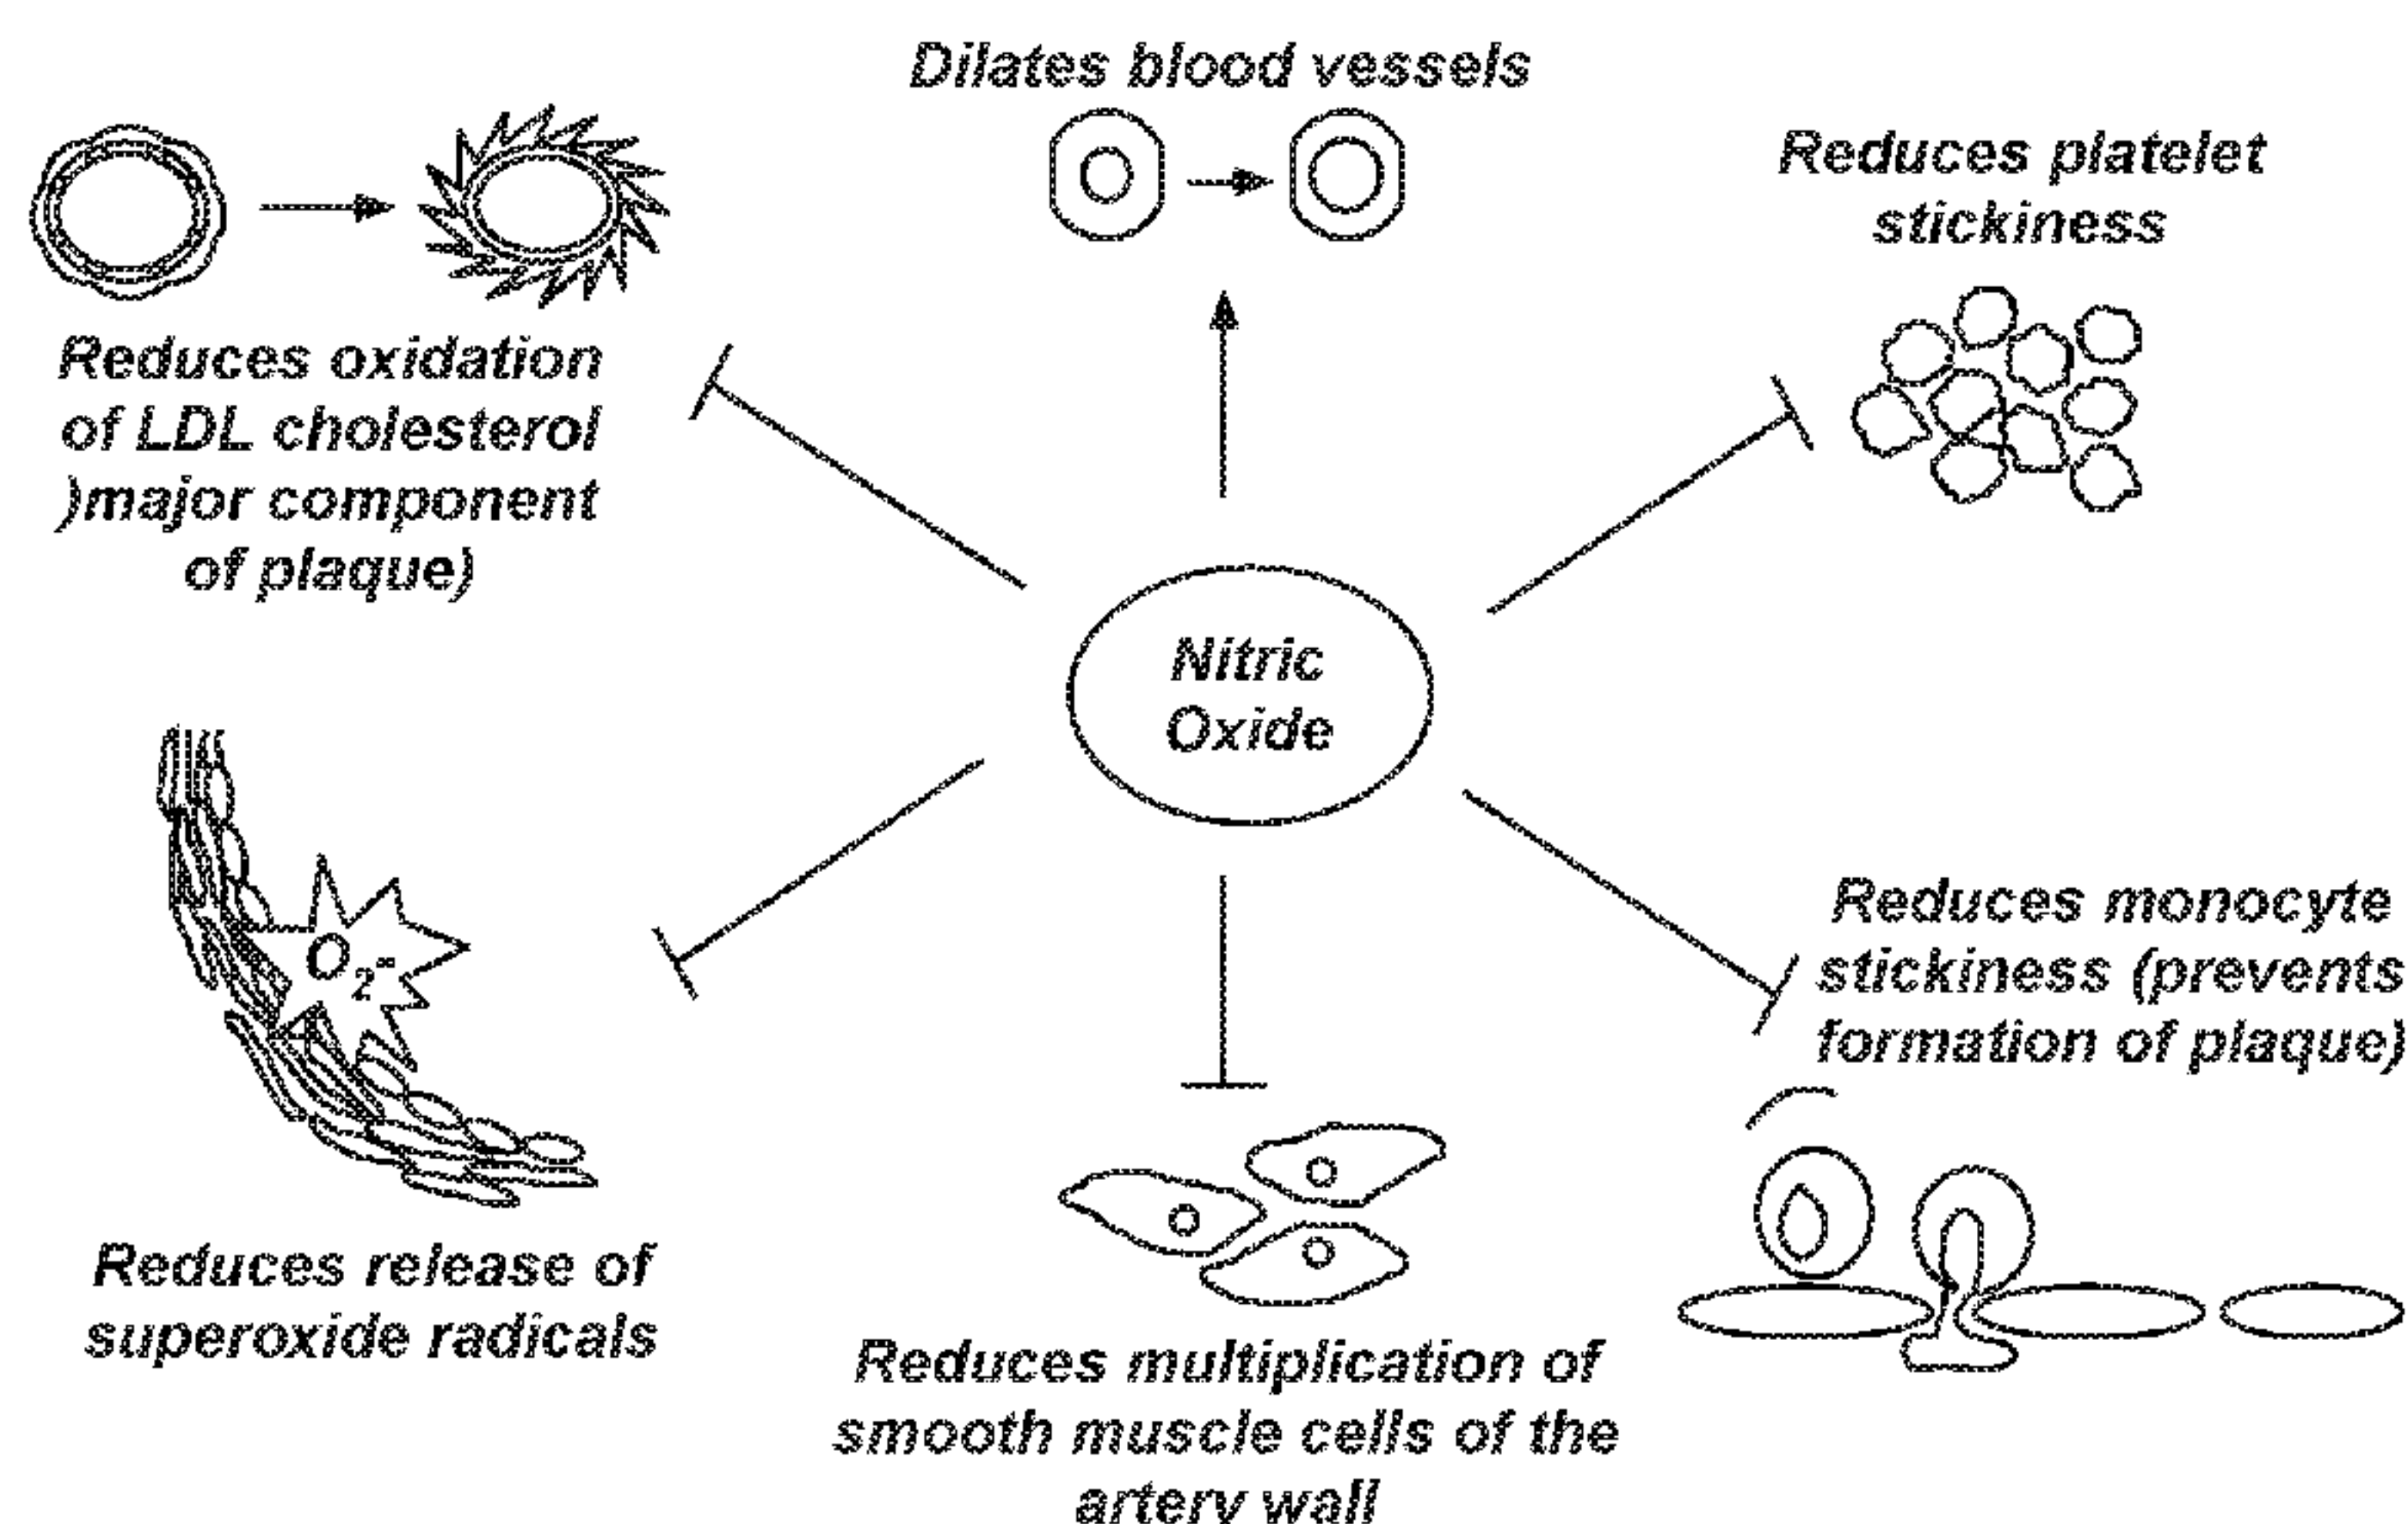 Dilates blood vessels
Reduces platelet
stickiness
Reduces oxidation
of LDL cholesterol
)major component
of plaque)
Nitric
Oxide
O2-
Reduces monocyte
stickiness (prevents
formation of plaque)
Reduces release of
superoxide radicals
Reduces multiplication of
smooth muscle cells of the
artery wall